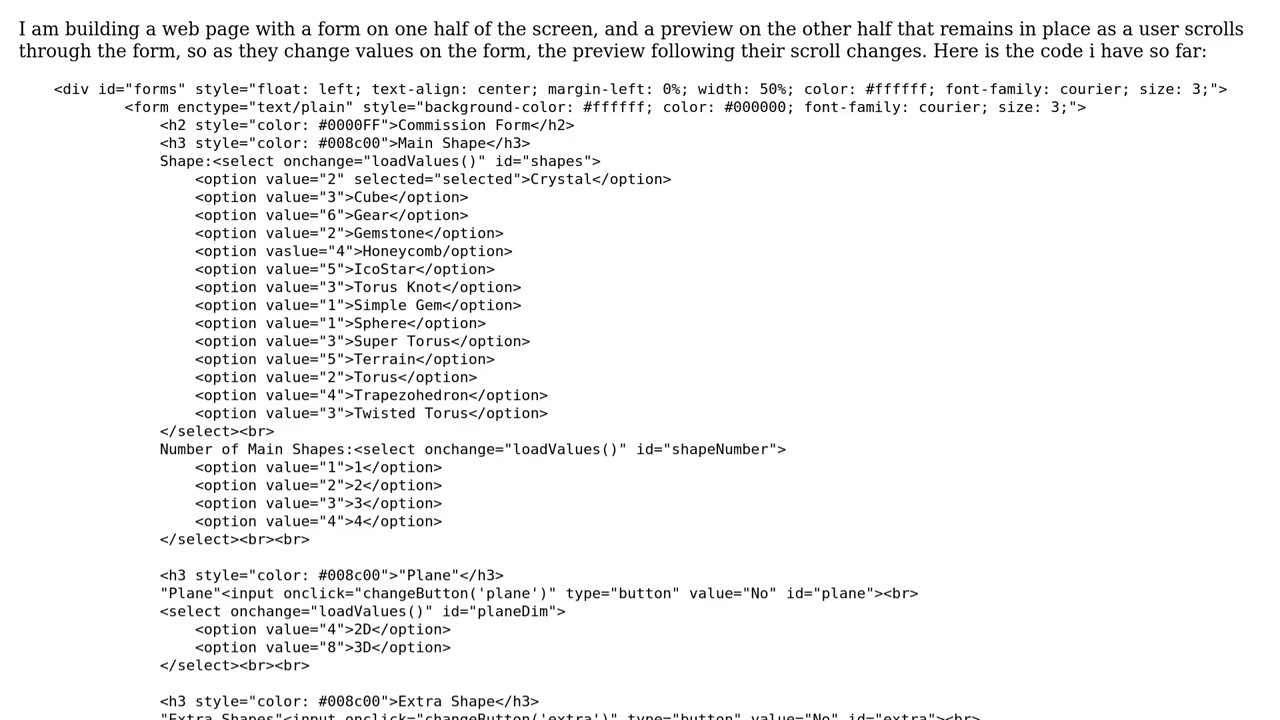 I am building a web page with a form on one half of the screen, and a preview on the other half that remains in place as a user scrolls
through the form, so as they change values on the form, the preview following their scroll changes. Here is the code i have so far:
<div id="forms" style="float: left; text-align: center; margin-left: 0%; width: 50%; color: #ffffff; font-family: courier; size: 3;">
<form enctype="text/plain" style="background-color: #ffffff; color: #000000; font-family: courier; size: 3;">
<h2 style="color: #0000FF">Commission Form</h2>
<h3 style="color: #008c00">Main Shape</h3>
Shape:<select onchange="loadValues()" id="shapes">
<option value="2" selected="selected">Crystal</option>
<option value="3">Cube</option>
<option value="6">Gear</option>
<option value="2">Gemstone</option>
<option vaslue="4">Honeycomb/option>
<option value="5">IcoStar</option>
<option value="3">Torus Knot</option>
<option value="1">Simple Gem</option>
<option value="1">Sphere</option>
<option value="3">Super Torus</option>
<option value="5">Terrain</option>
<option value="2">Torus</option>
<option value="4">Trapezohedron</option>
<option value="3">Twisted Torus</option>
</select><br>
Number of Main Shapes:<select onchange="loadValues()" id="shapeNumber">
<option value="1">1</option>
<option value="2">2</option>
<option value="3">3</option>
<option value="4">4</option>
</select><br><br>
<h3 style="color: #008c00">"Plane"</h3>
"Plane"<input onclick="changeButton('plane')" type="button" value="No" id="plane"><br>
<select onchange="loadValues()" id="planeDim">
<option value="4">2D</option>
<option value="8">3D</option>
</select><br><br>
<h3 style="color: #008c00">Extra Shape</h3>
"Extra Shapes"<input onclick="changeButton('extra')" type="button" value="No" id="extra"><br>